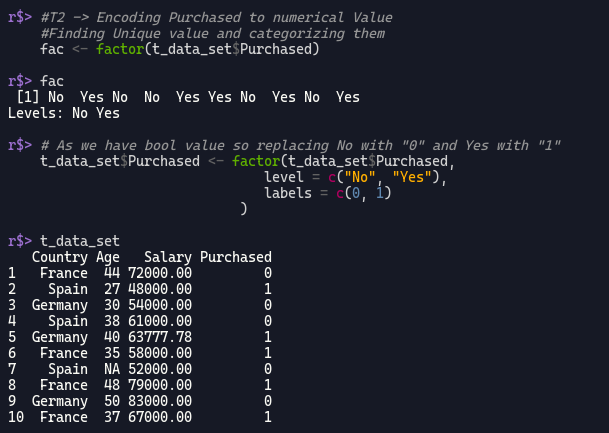 r$> #T2 -> Encoding Purchased to numerical Value
    #Finding Unique value and categorizing them
    fac <- factor(t_data_set$Purchased)
r$> fac
 [1] No  Yes No  No  Yes Yes No  Yes No  Yes
Levels: No Yes
r$> # As we have bool value so replacing No with "0" and Yes with "1"
    t_data_set$Purchased <- factor(t_data_set$Purchased,
                                level = c("No", "Yes"),
                                labels = c(0, 1)
                             )
r$> t_data_set
   Country Age   Salary Purchased
1   France  44 72000.00         0
2    Spain  27 48000.00         1
3  Germany  30 54000.00         0
4    Spain  38 61000.00         0
5  Germany  40 63777.78         1
6   France  35 58000.00         1
7    Spain  NA 52000.00         0
8   France  48 79000.00         1
9  Germany  50 83000.00         0
10  France  37 67000.00         1